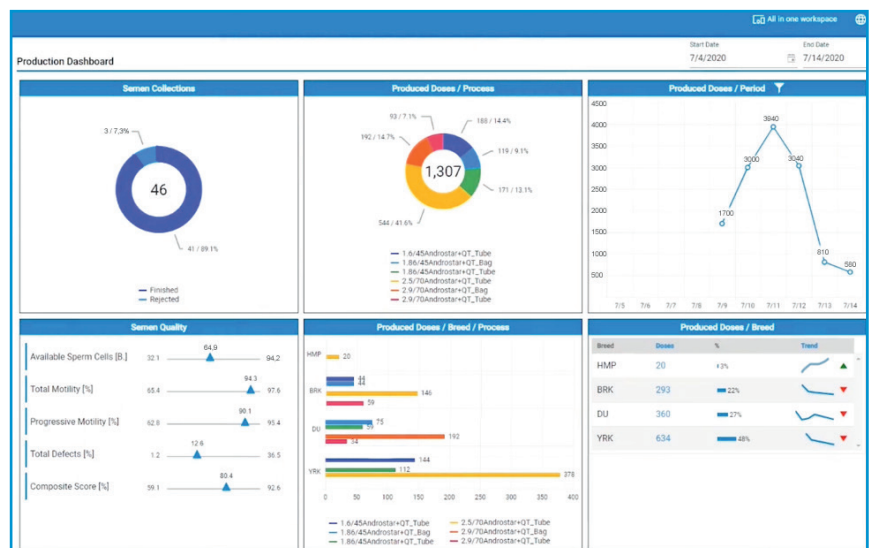 All in one workspace
Production Dashboard
Start Date
7/4/2020
End Date
7/14/2020
Semen Collections
3 / 7,3%
46
41 / 89.1%
Finished
Rejected
Produced Doses / Process
93 / 7.1%
188 / 14.4%
192 / 14.7%
119 / 9.1%
1,307
171 / 13.1%
544 / 41.6%
1.6/45Androstar+QT_Tube
1.86/45Androstar+QT_Bag
1.86/45Androstar+QT_Tube
2.5/70Androstar+QT_Tube
2.9/70Androstar+QT_Bag
2.9/70Androstar+QT_Tube
Produced Doses / Period
4500
4000
3500
3000
2500
2000
1500
1000
500
1700
3000
3940
3040
810
580
7/5 7/6 7/7 7/8 7/9 7/10 7/11 7/12 7/13 7/14
Semen Quality
Available Sperm Cells [B.] 32.1 64,9 94,2
Total Motility [%] 65.4 94.3 97.6
Progressive Motility [%] 62.8 90.1 95.4
Total Defects [%] 1.2 12.6 36.5
Composite Score [%] 59.1 80.4 92.6
Produced Doses / Breed / Process
HMP 20
BRK 44 44 146 59
DU 75 59 192 34
YRK 144 112 378
0 50 100 150 200 250 300 350 400
1.6/45Androstar+QT_Tube
1.86/45Androstar+QT_Bag
1.86/45Androstar+QT_Tube
2.5/70Androstar+QT_Tube
2.9/70Androstar+QT_Bag
2.9/70Androstar+QT_Tube
Produced Doses / Breed
Breed Doses % Trend
HMP 20
BRK 293 22%
DU 360 27%
YRK 634 48%